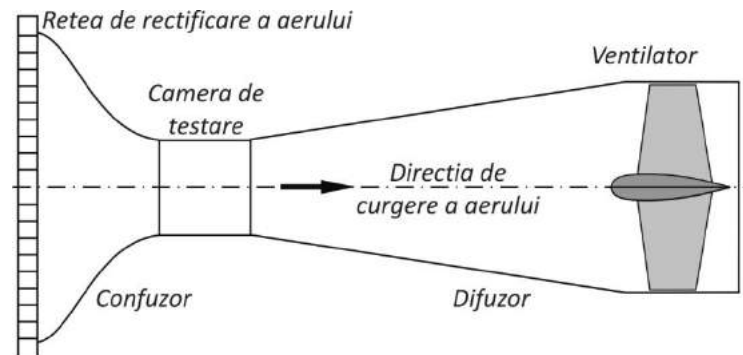 Retea de rectificare a aerului
Ventilator
Camera de
testare
Directia de
curgere a aerului
Confuzor
Difuzor